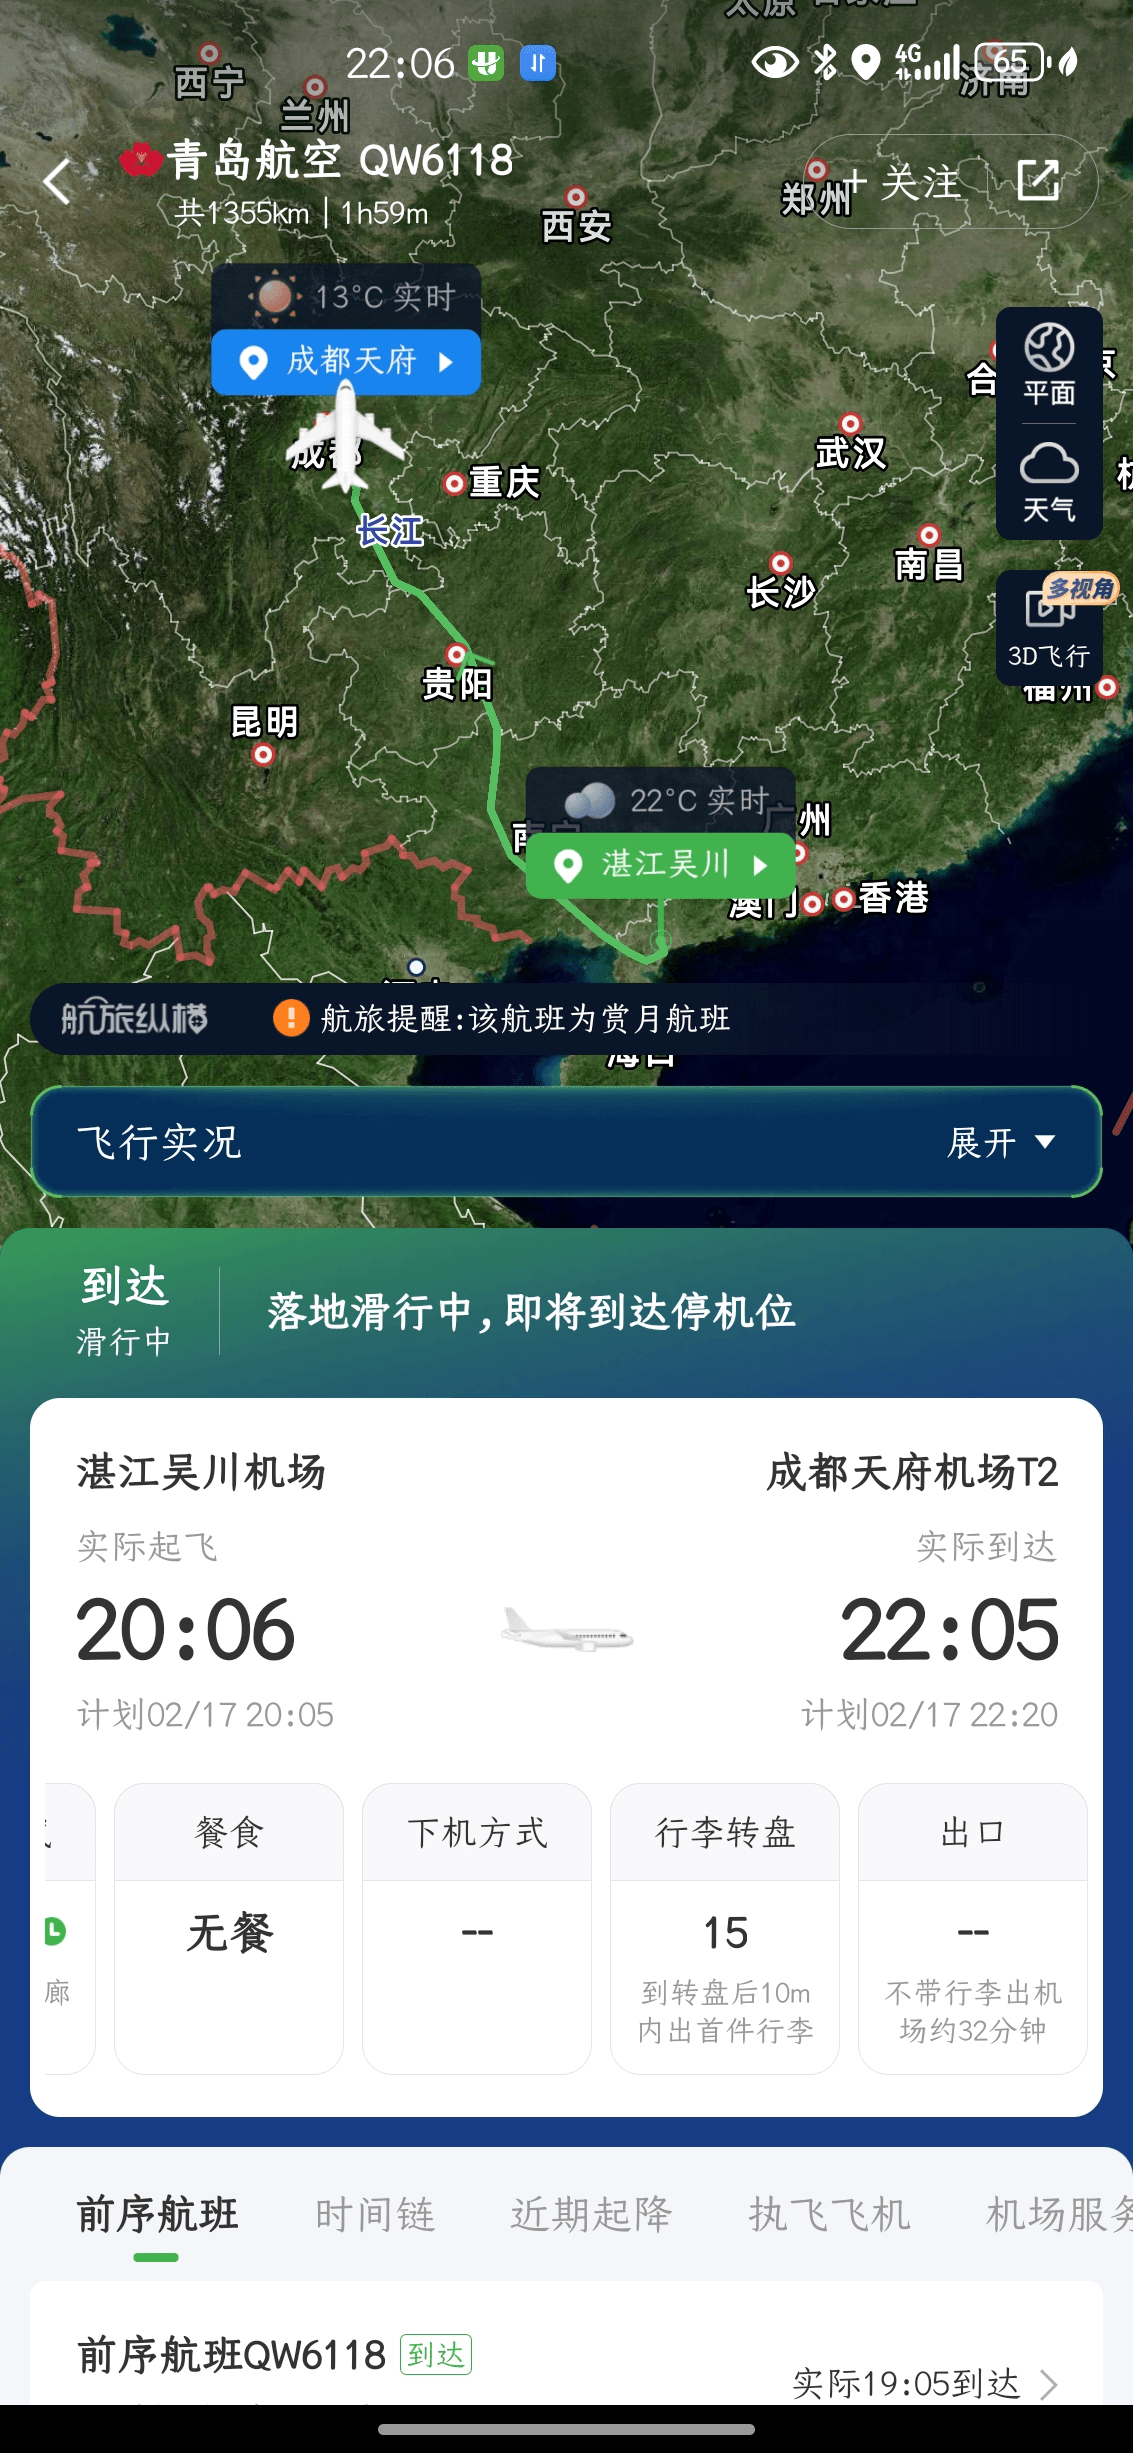 太原
22:06
4G
65
西宁
兰州
济南
青岛航空 QW6118
共1355km | 1h59m
郑州
+ 关注
西安
13°C 实时
成都天府
平面
天气
成都
重庆
武汉
长江
南昌
长沙
多视角
3D飞行
贵阳
福州
昆明
22°C 实时
广州
南宁
湛江吴川
澳门
香港
航旅纵横
航旅提醒:该航班为赏月航班
海口
飞行实况
展开
到达
滑行中
落地滑行中,即将到达停机位
湛江吴川机场
成都天府机场T2
实际起飞
实际到达
20:06
22:05
计划02/17 20:05
计划02/17 22:20
餐食
下机方式
行李转盘
出口
无餐
--
15
--
廊
到转盘后10m
内出首件行李
不带行李出机
场约32分钟
前序航班
时间链
近期起降
执飞飞机
机场服务
前序航班QW6118
到达
实际19:05到达